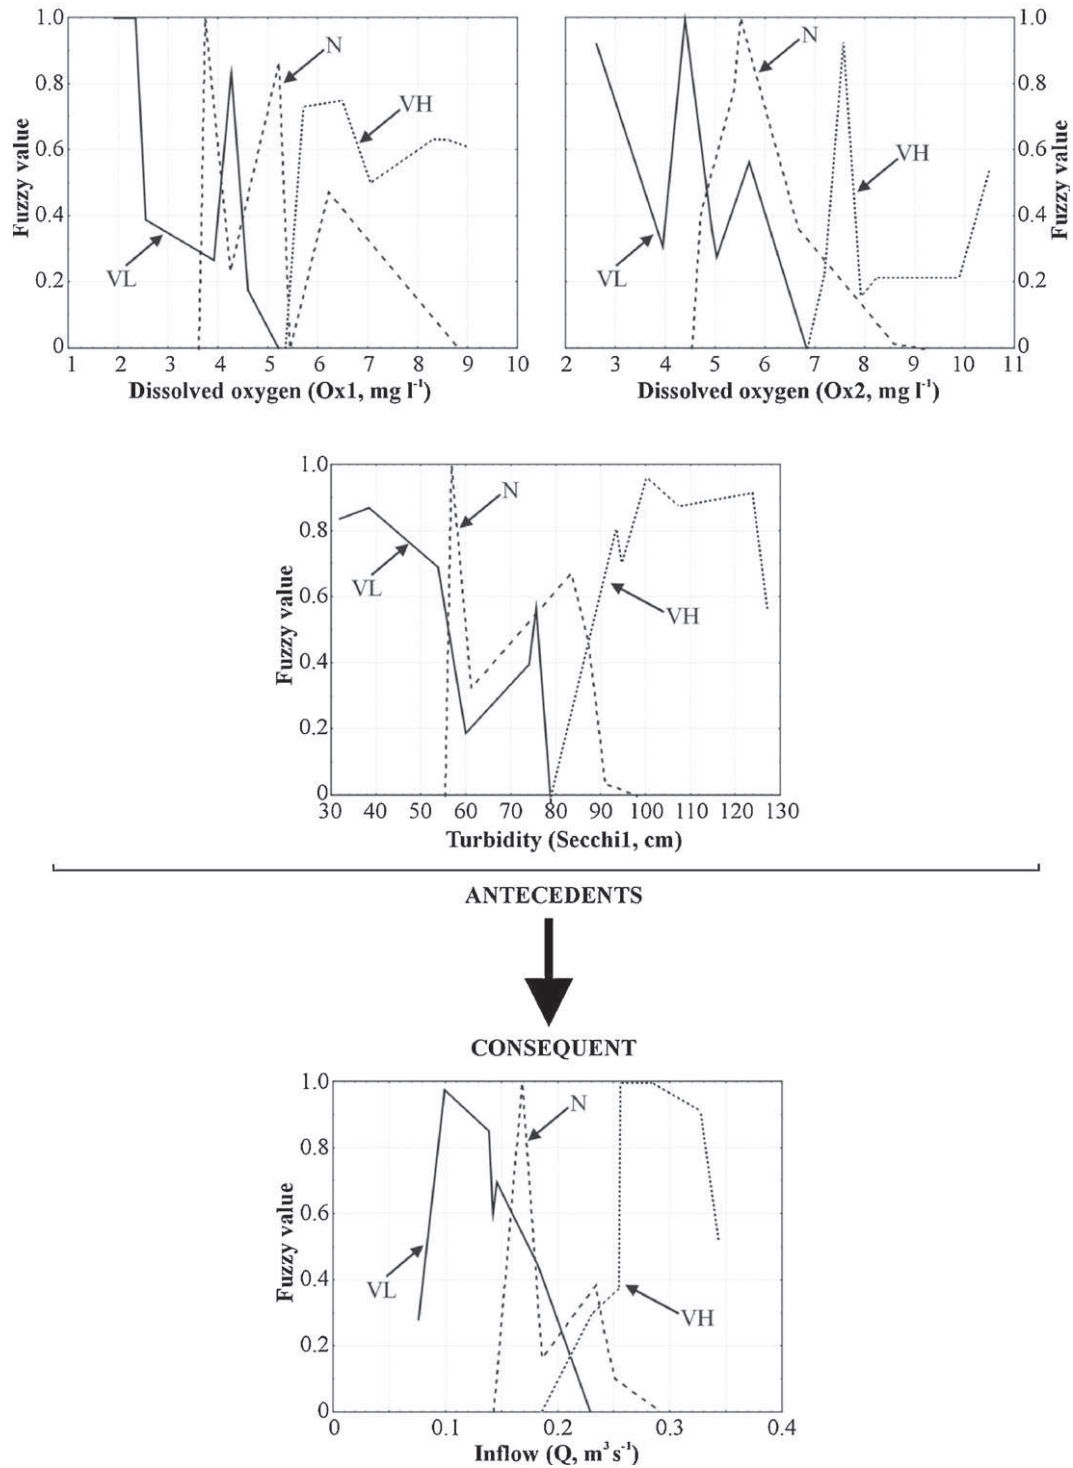 1.0
0.8
0.6
0.4
0.2
0
Fuzzy value
N
VH
VL
1 2 3 4 5 6 7 8 9 10
Dissolved oxygen (Ox1, mg l⁻¹)
1.0
0.8
0.6
0.4
0.2
0
Fuzzy value
N
VH
VL
2 3 4 5 6 7 8 9 10 11
Dissolved oxygen (Ox2, mg l⁻¹)
1.0
0.8
0.6
0.4
0.2
0
Fuzzy value
N
VL
VH
30 40 50 60 70 80 90 100 110 120 130
Turbidity (Secchi1, cm)
ANTECEDENTS
CONSEQUENT
1.0
0.8
0.6
0.4
0.2
0
Fuzzy value
N
VL
VH
0 0.1 0.2 0.3 0.4
Inflow (Q, m³ s⁻¹)